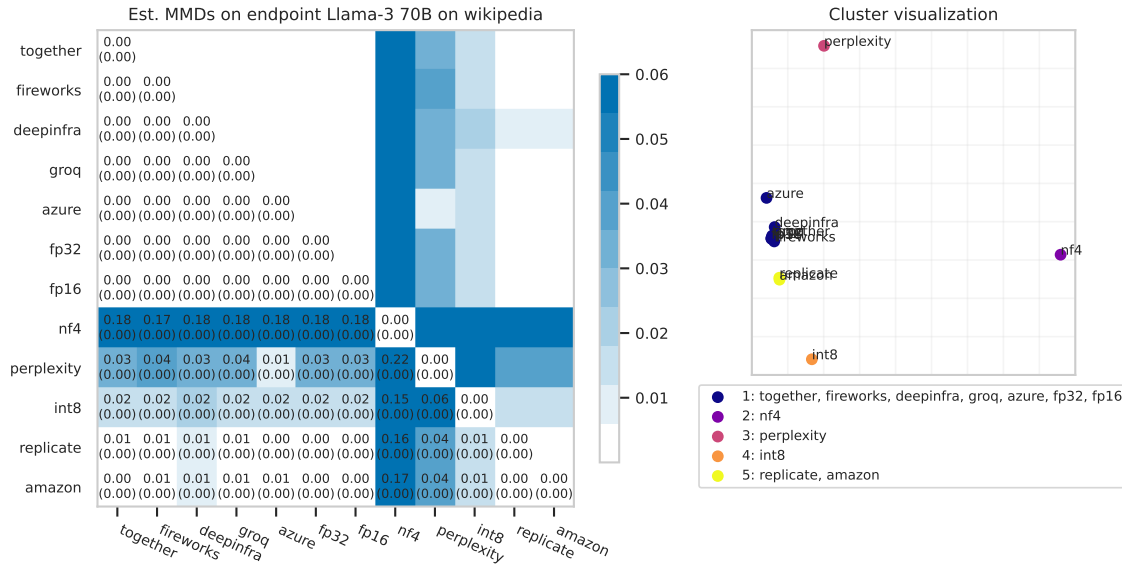 Est. MMDs on endpoint Llama-3 70B on wikipedia
together
0.00
(0.00)
fireworks
0.00 0.00
(0.00) (0.00)
deepinfra
0.00 0.00 0.00
(0.00) (0.00) (0.00)
groq
0.00 0.00 0.00 0.00
(0.00) (0.00) (0.00) (0.00)
azure
0.00 0.00 0.00 0.00 0.00
(0.00) (0.00) (0.00) (0.00) (0.00)
fp32
0.00 0.00 0.00 0.00 0.00 0.00
(0.00) (0.00) (0.00) (0.00) (0.00) (0.00)
fp16
0.00 0.00 0.00 0.00 0.00 0.00 0.00
(0.00) (0.00) (0.00) (0.00) (0.00) (0.00) (0.00)
nf4
0.18 0.17 0.18 0.18 0.18 0.18 0.18 0.00
(0.00) (0.00) (0.00) (0.00) (0.00) (0.00) (0.00) (0.00)
perplexity
0.03 0.04 0.03 0.04 0.01 0.03 0.03 0.22 0.00
(0.00) (0.00) (0.00) (0.00) (0.00) (0.00) (0.00) (0.00) (0.00)
int8
0.02 0.02 0.02 0.02 0.02 0.02 0.02 0.15 0.06 0.00
(0.00) (0.00) (0.00) (0.00) (0.00) (0.00) (0.00) (0.00) (0.00) (0.00)
replicate
0.01 0.01 0.01 0.01 0.00 0.00 0.00 0.16 0.04 0.01 0.00
(0.00) (0.00) (0.00) (0.00) (0.00) (0.00) (0.00) (0.00) (0.00) (0.00) (0.00)
amazon
0.00 0.01 0.01 0.01 0.01 0.00 0.00 0.17 0.04 0.01 0.00 0.00
(0.00) (0.00) (0.00) (0.00) (0.00) (0.00) (0.00) (0.00) (0.00) (0.00) (0.00) (0.00)
together fireworks deepinfra groq azure fp32 fp16 nf4 perplexity int8 replicate amazon
0.06
0.05
0.04
0.03
0.02
0.01
Cluster visualization
perplexity
azure
deepinfra
together
fireworks
nf4
replicate
amazon
int8
1: together, fireworks, deepinfra, groq, azure, fp32, fp16
2: nf4
3: perplexity
4: int8
5: replicate, amazon